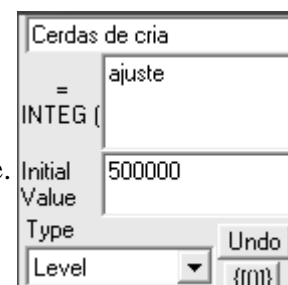 Cerdas de cria
ajuste
=
INTEG (
e.
Initial
Value
500000
Type
Undo
Level
{[()]}